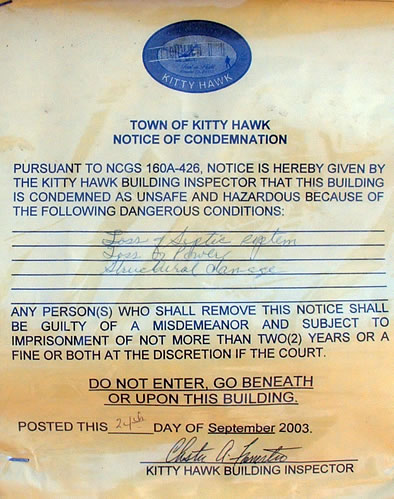 KITTY HAWK
TOWN OF KITTY HAWK
NOTICE OF CONDEMNATION
PURSUANT TO NCGS 160A-426, NOTICE IS HEREBY GIVEN BY
THE KITTY HAWK BUILDING INSPECTOR THAT THIS BUILDING
IS CONDEMNED AS UNSAFE AND HAZARDOUS BECAUSE OF
THE FOLLOWING DANGEROUS CONDITIONS:
Loss of Septic System
Loss of Power
Structural damage
ANY PERSON(S) WHO SHALL REMOVE THIS NOTICE SHALL
BE GUILTY OF A MISDEMEANOR AND SUBJECT TO
IMPRISONMENT OF NOT MORE THAN TWO(2) YEARS OR A
FINE OR BOTH AT THE DISCRETION IF THE COURT.
DO NOT ENTER, GO BENEATH
OR UPON THIS BUILDING.
POSTED THIS 24th DAY OF September 2003.
KITTY HAWK BUILDING INSPECTOR